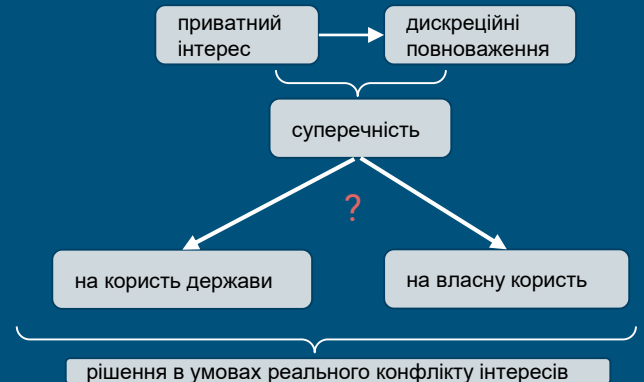 приватний
інтерес
дискреційні
повноваження
суперечність
?
на користь держави
на власну користь
рішення в умовах реального конфлікту інтересів